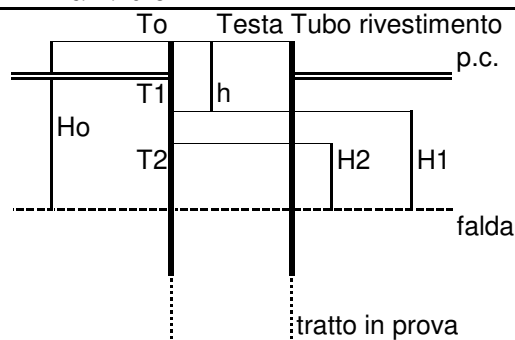 To Testa Tubo rivestimento
p.c.
T1 h
Ho
T2 H2 H1
falda
tratto in prova